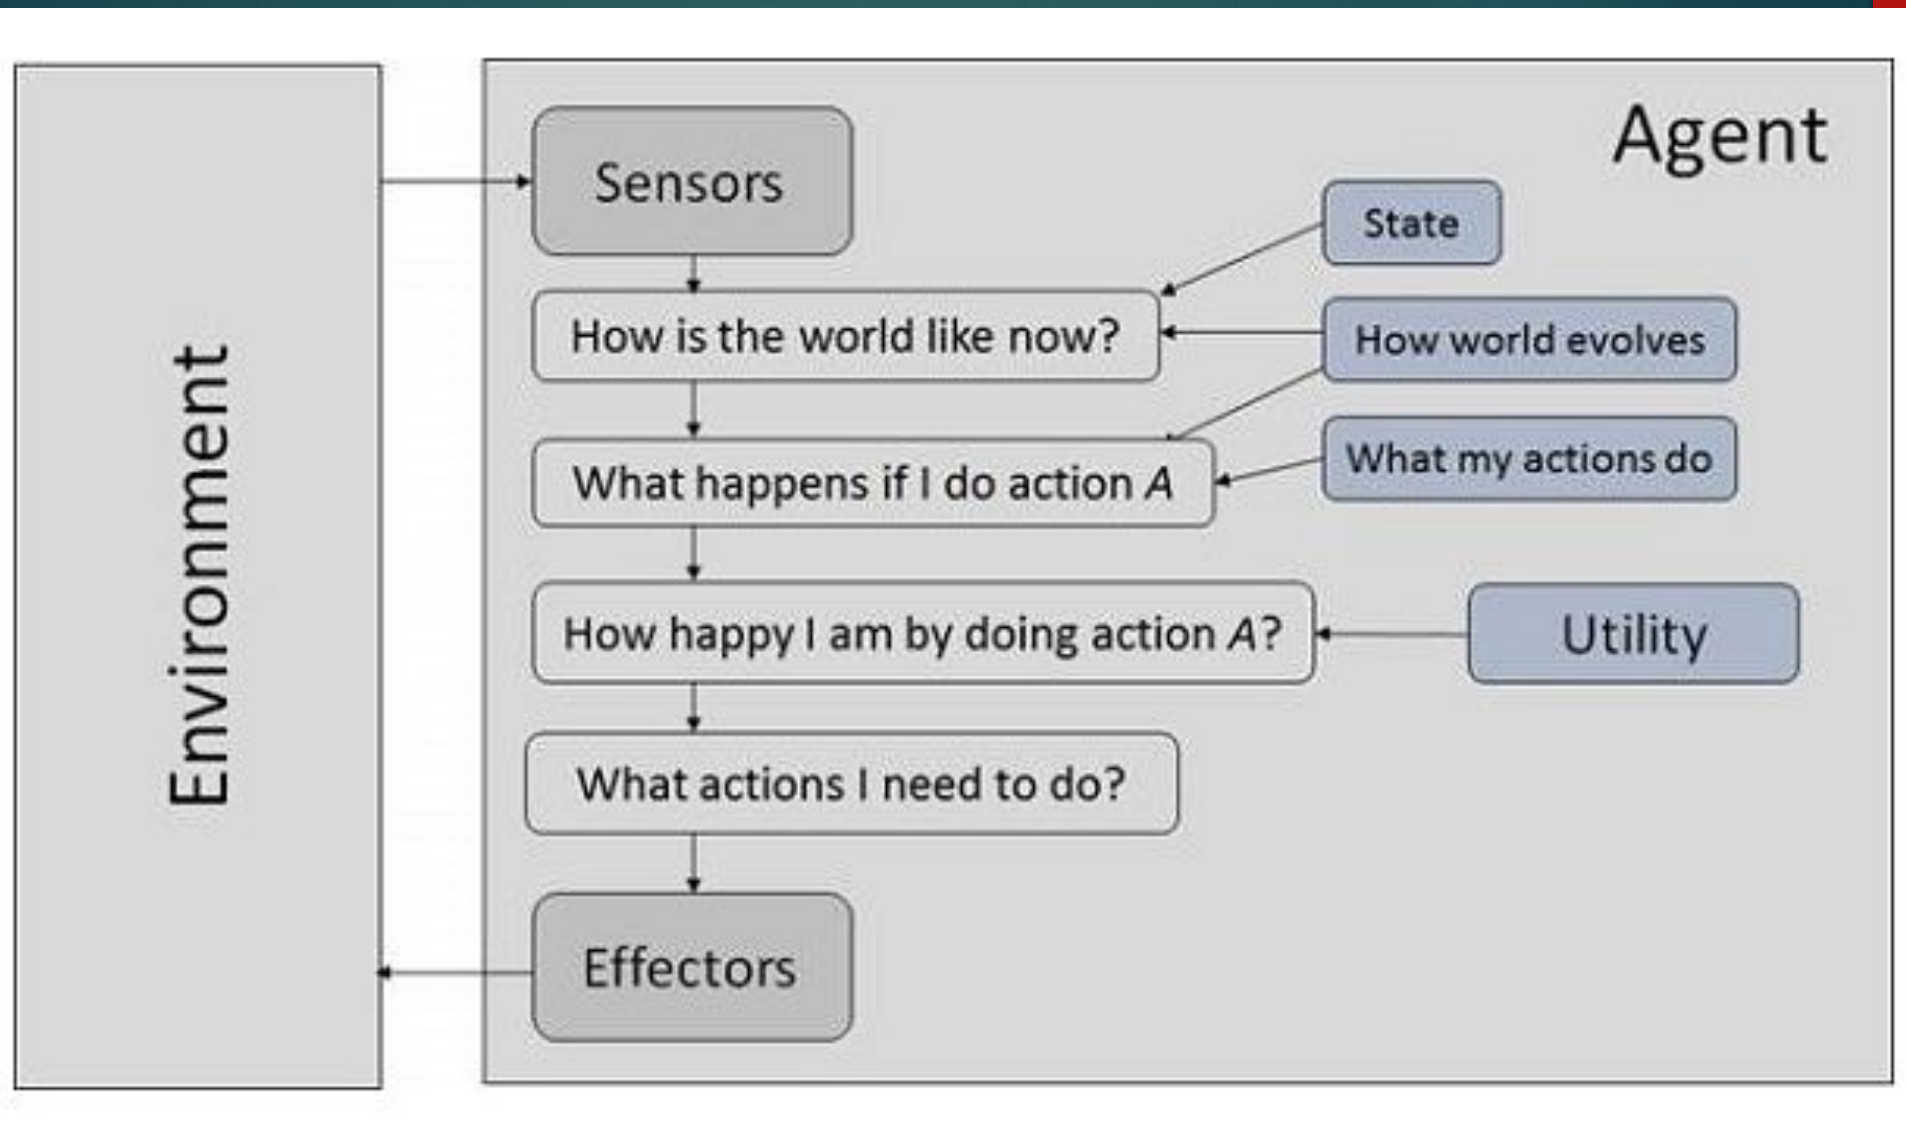 Environment
Agent
Sensors
State
How is the world like now?
How world evolves
What happens if I do action A
What my actions do
How happy I am by doing action A?
Utility
What actions I need to do?
Effectors